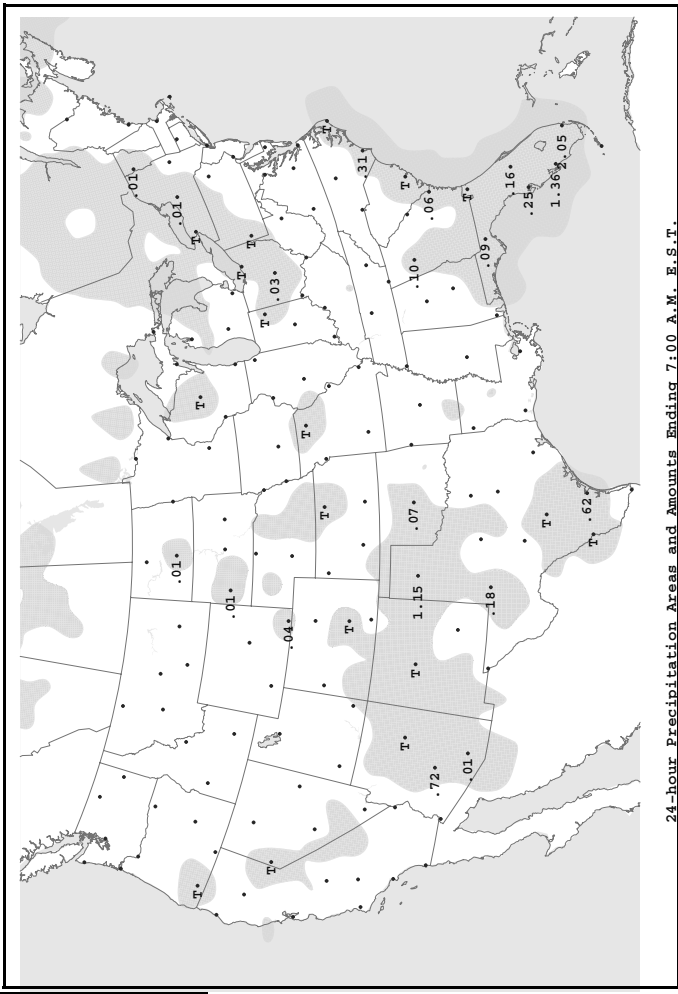 .01
.01
.01
T
T
T
.01
T
T
T
T
.03
.04
T
T
T
T
.31
T
T
.07
.10
T
1.15
.06
.72
.01
T
.09
.18
.16
.25
T
1.36
2.05
.62
T
24-hour Precipitation Areas and Amounts Ending 7:00 A.M. E.S.T.